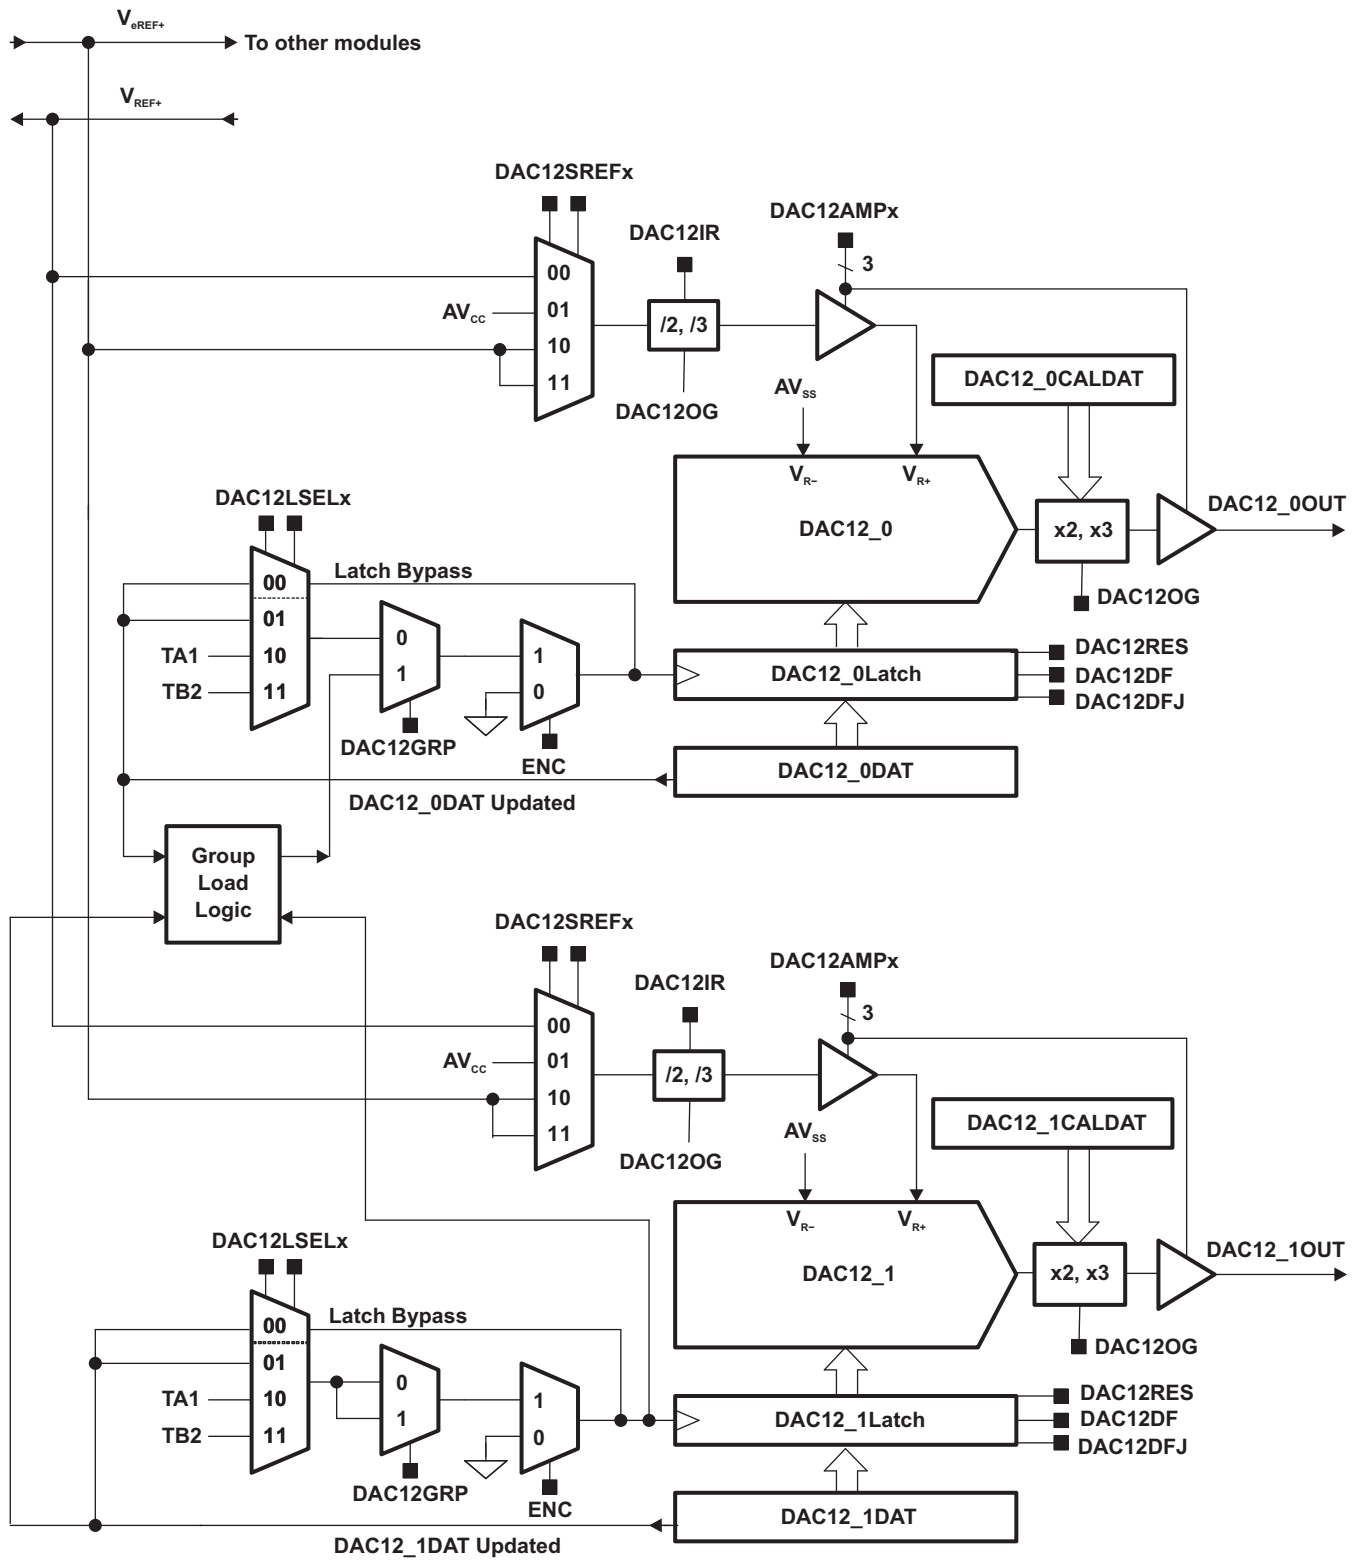 VeREF+
To other modules
VREF+
DAC12SREFx
DAC12AMPx
DAC12IR
3
00
AVCC
01
/2, /3
10
11
DAC12OG
AVSS
DAC12_0CALDAT
VR−
VR+
DAC12LSELx
DAC12_0
x2, x3
DAC12_0OUT
Latch Bypass
00
01
TA1
10
TB2
11
0
1
1
0
DAC12OG
DAC12RES
DAC12_0Latch
DAC12DF
DAC12DFJ
DAC12GRP
ENC
DAC12_0DAT
DAC12_0DAT Updated
Group
Load
Logic
DAC12SREFx
DAC12AMPx
DAC12IR
3
00
AVCC
01
/2, /3
10
11
DAC12OG
AVSS
DAC12_1CALDAT
VR−
VR+
DAC12LSELx
DAC12_1
x2, x3
DAC12_1OUT
Latch Bypass
00
01
TA1
10
TB2
11
0
1
1
0
DAC12OG
DAC12RES
DAC12_1Latch
DAC12DF
DAC12DFJ
DAC12GRP
ENC
DAC12_1DAT
DAC12_1DAT Updated